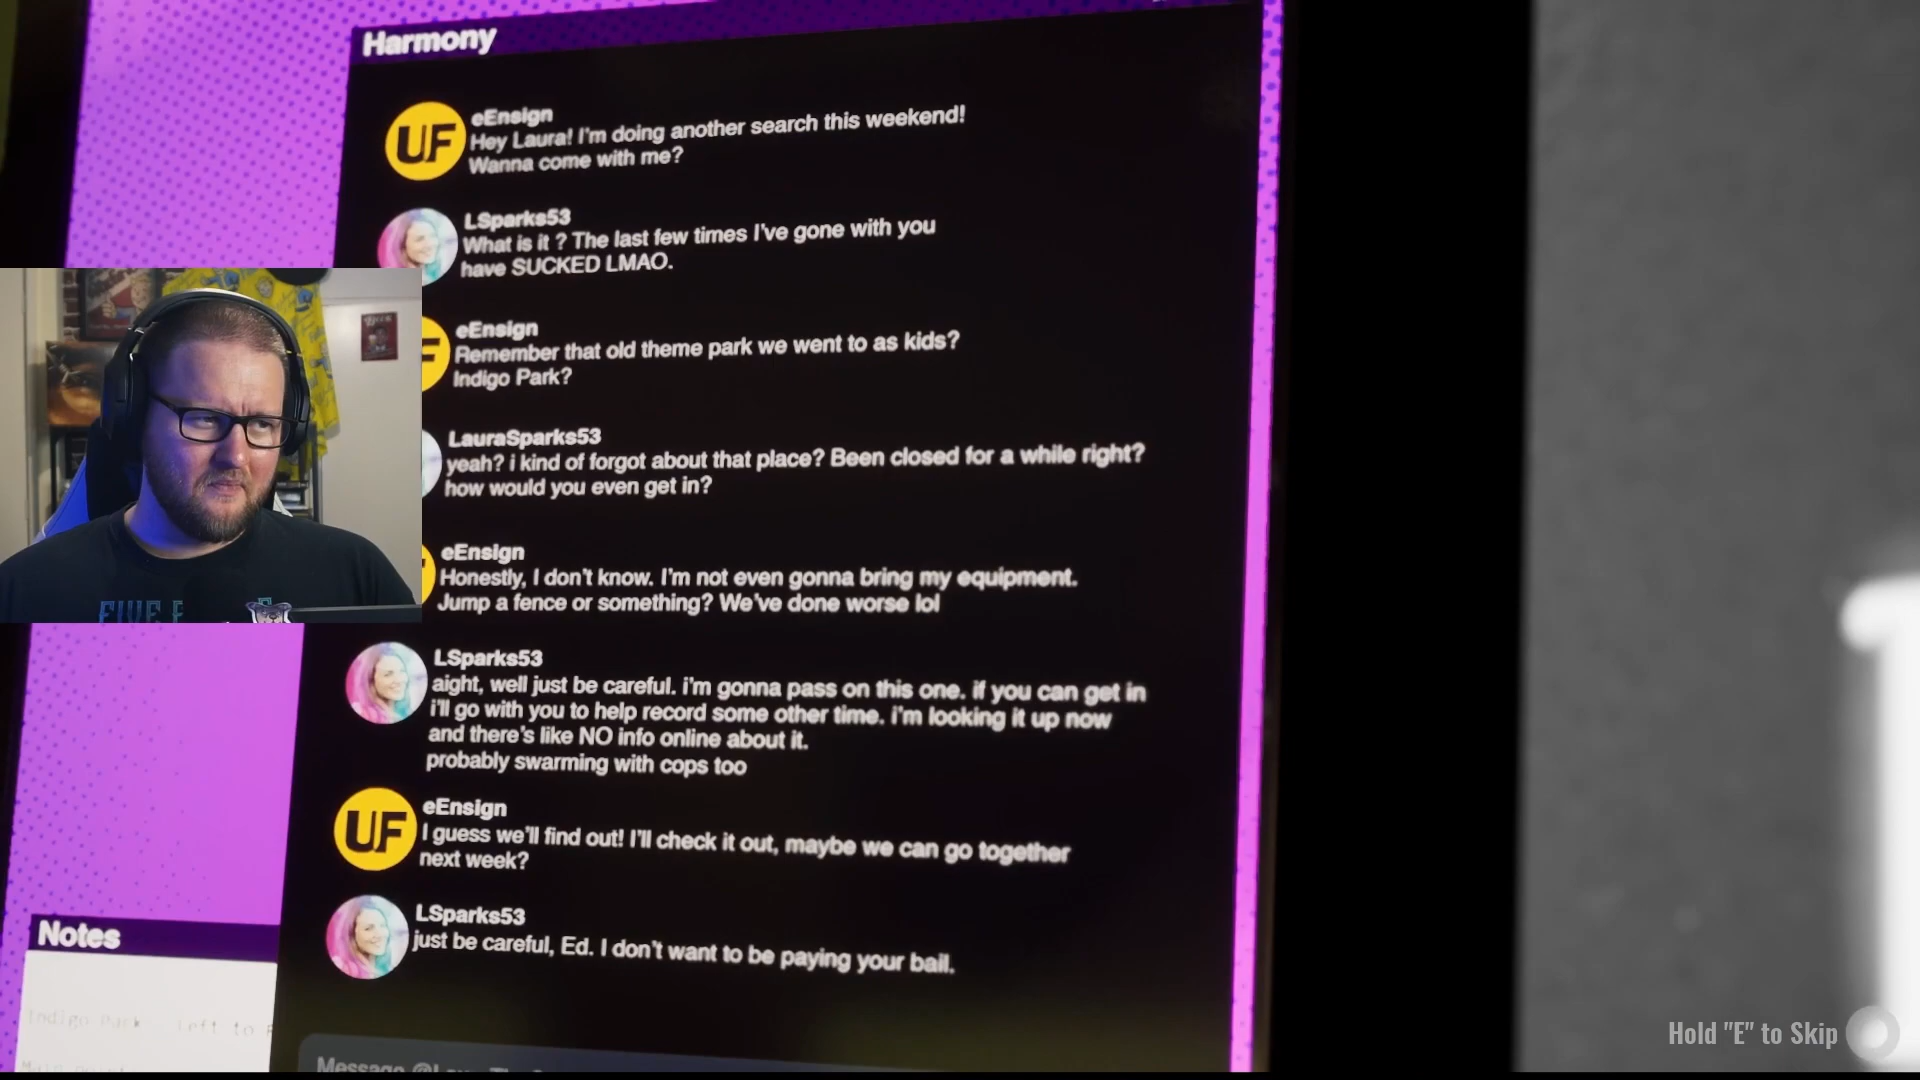 Harmony
UF
eEnsign
Hey Laura! I'm doing another search this weekend!
Wanna come with me?
LSparks53
What is it ? The last few times I've gone with you
have SUCKED LMAO.
eEnsign
Remember that old theme park we went to as kids?
Indigo Park?
LauraSparks53
yeah? i kind of forgot about that place? Been closed for a while right?
how would you even get in?
eEnsign
Honestly, I don't know. I'm not even gonna bring my equipment.
Jump a fence or something? We've done worse lol
LSparks53
aight, well just be careful. i'm gonna pass on this one. if you can get in
i'll go with you to help record some other time. i'm looking it up now
and there's like NO info online about it.
probably swarming with cops too
UF
eEnsign
I guess we'll find out! I'll check it out, maybe we can go together
next week?
LSparks53
just be careful, Ed. I don't want to be paying your bail.
Message
Notes
Indigo Park Left to
FIVE
Hold "E" to Skip